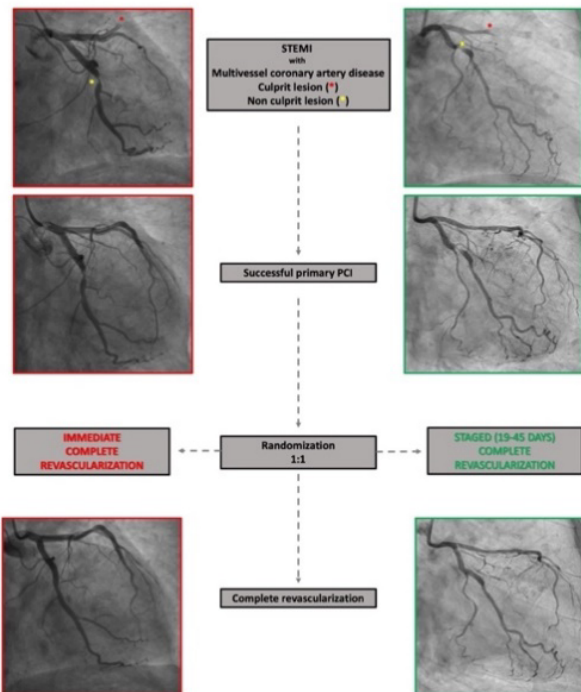 STEMI
with
Multivessel coronary artery disease
Culprit lesion (*)
Non culprit lesion (*)
Successful primary PCI
IMMEDIATE
COMPLETE
REVASCULARIZATION
Randomization
1:1
STAGED (19-45 DAYS)
COMPLETE
REVASCULARIZATION
Complete revascularization